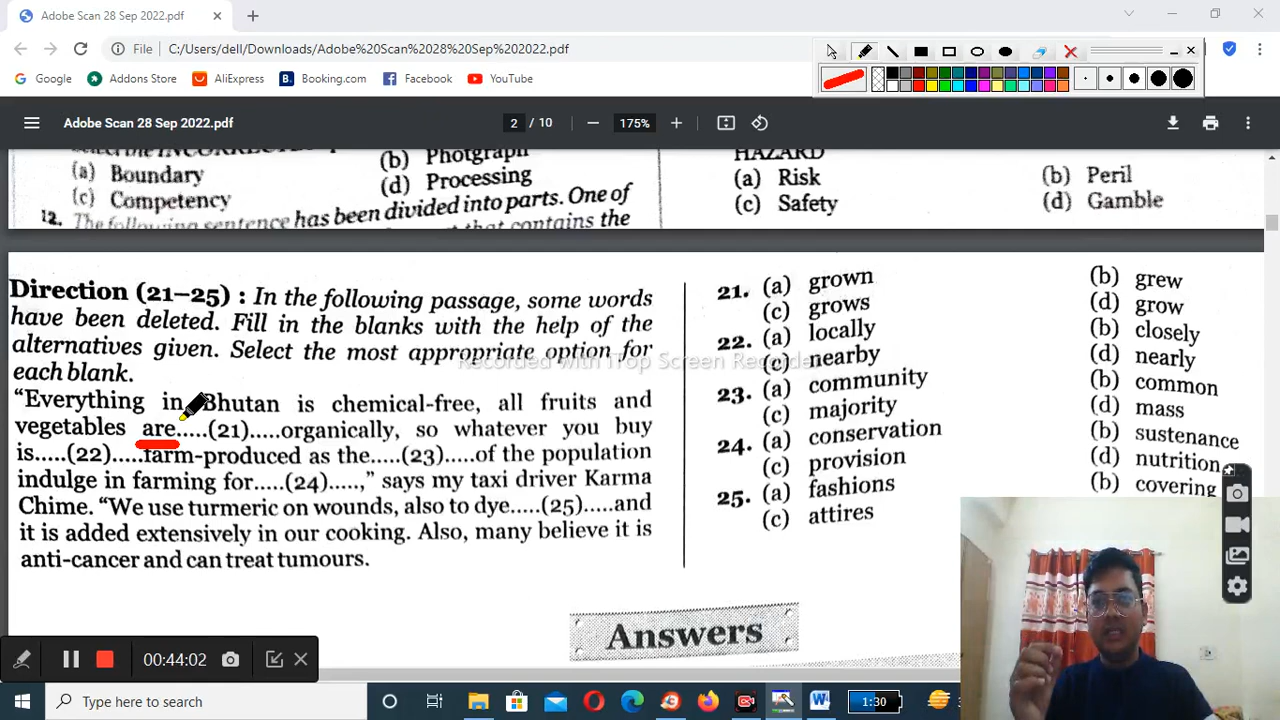 Adobe Scan 28 Sep 2022.pdf
File C:/Users/dell/Downloads/Adobe%20Scan%2028%20Sep%202022.pdf
Google Addons Store AliExpress Booking.com Facebook YouTube
Adobe Scan 28 Sep 2022.pdf 2 / 10 175%
(a) Boundary
(b) Photgraph
(c) Competency
(d) Processing
12. The following sentence has been divided into parts. One of
that contains the
HAZARD
(a) Risk
(b) Peril
(c) Safety
(d) Gamble
Direction (21–25) : In the following passage, some words
have been deleted. Fill in the blanks with the help of the
alternatives given. Select the most appropriate option for
each blank.
“Everything in Bhutan is chemical-free, all fruits and
vegetables are.....(21).....organically, so whatever you buy
is.....(22).....farm-produced as the.....(23).....of the population
indulge in farming for.....(24).....,” says my taxi driver Karma
Chime. “We use turmeric on wounds, also to dye.....(25).....and
it is added extensively in our cooking. Also, many believe it is
anti-cancer and can treat tumours.
21. (a) grown (b) grew
(c) grows (d) grow
22. (a) locally (b) closely
(c) nearby (d) nearly
23. (a) community (b) common
(c) majority (d) mass
24. (a) conservation (b) sustenance
(c) provision (d) nutrition
25. (a) fashions (b) covering
(c) attires
Recorded with iTop Screen Recorder
Answers
00:44:02
Type here to search
1:30